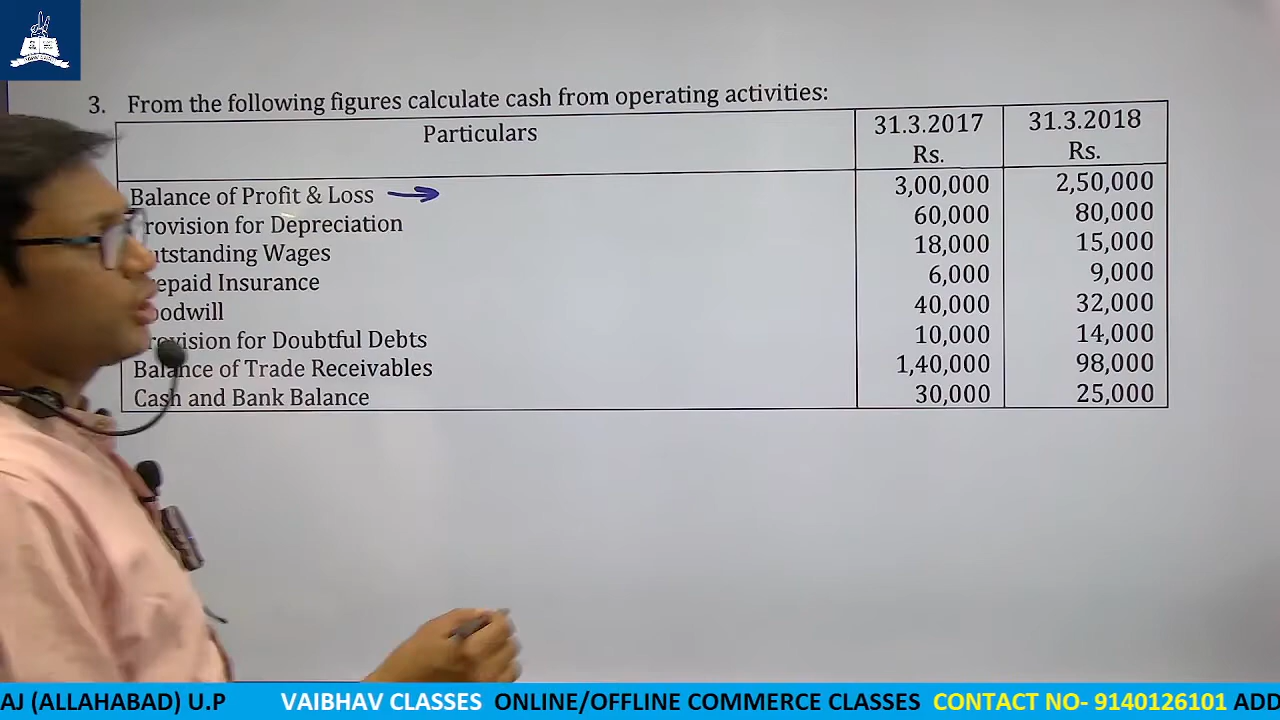 3. From the following figures calculate cash from operating activities:
Particulars 31.3.2017 31.3.2018
Rs. Rs.
Balance of Profit & Loss 3,00,000 2,50,000
rovision for Depreciation 60,000 80,000
utstanding Wages 18,000 15,000
epaid Insurance 6,000 9,000
oodwill 40,000 32,000
rovision for Doubtful Debts 10,000 14,000
Balance of Trade Receivables 1,40,000 98,000
Cash and Bank Balance 30,000 25,000
AJ (ALLAHABAD) U.P VAIBHAV CLASSES ONLINE/OFFLINE COMMERCE CLASSES CONTACT NO- 9140126101 ADD